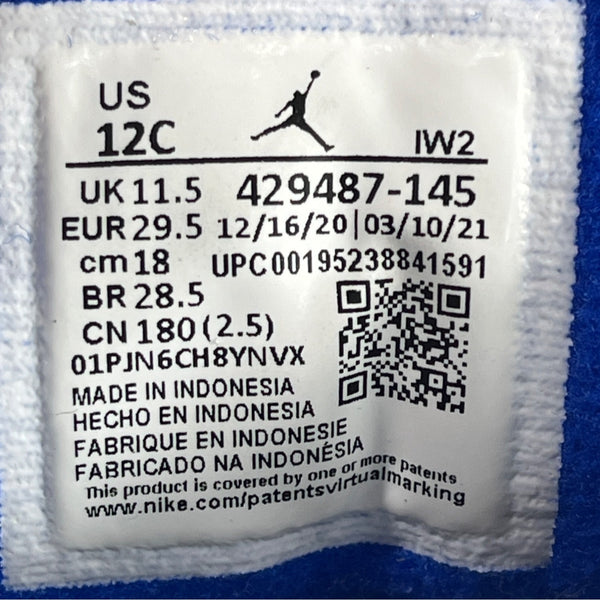 US
12C IW2
UK 11.5 429487-145
EUR 29.5 12/16/20|03/10/21
cm 18 UPC00195238841591
BR 28.5
CN 180 (2.5)
01PJN6CH8YNVX
MADE IN INDONESIA
HECHO EN INDONESIA
FABRIQUE EN INDONESIE
FABRICADO NA INDONÉSIA
This product is covered by one or more patents
www.nike.com/patentsvirtualmarking